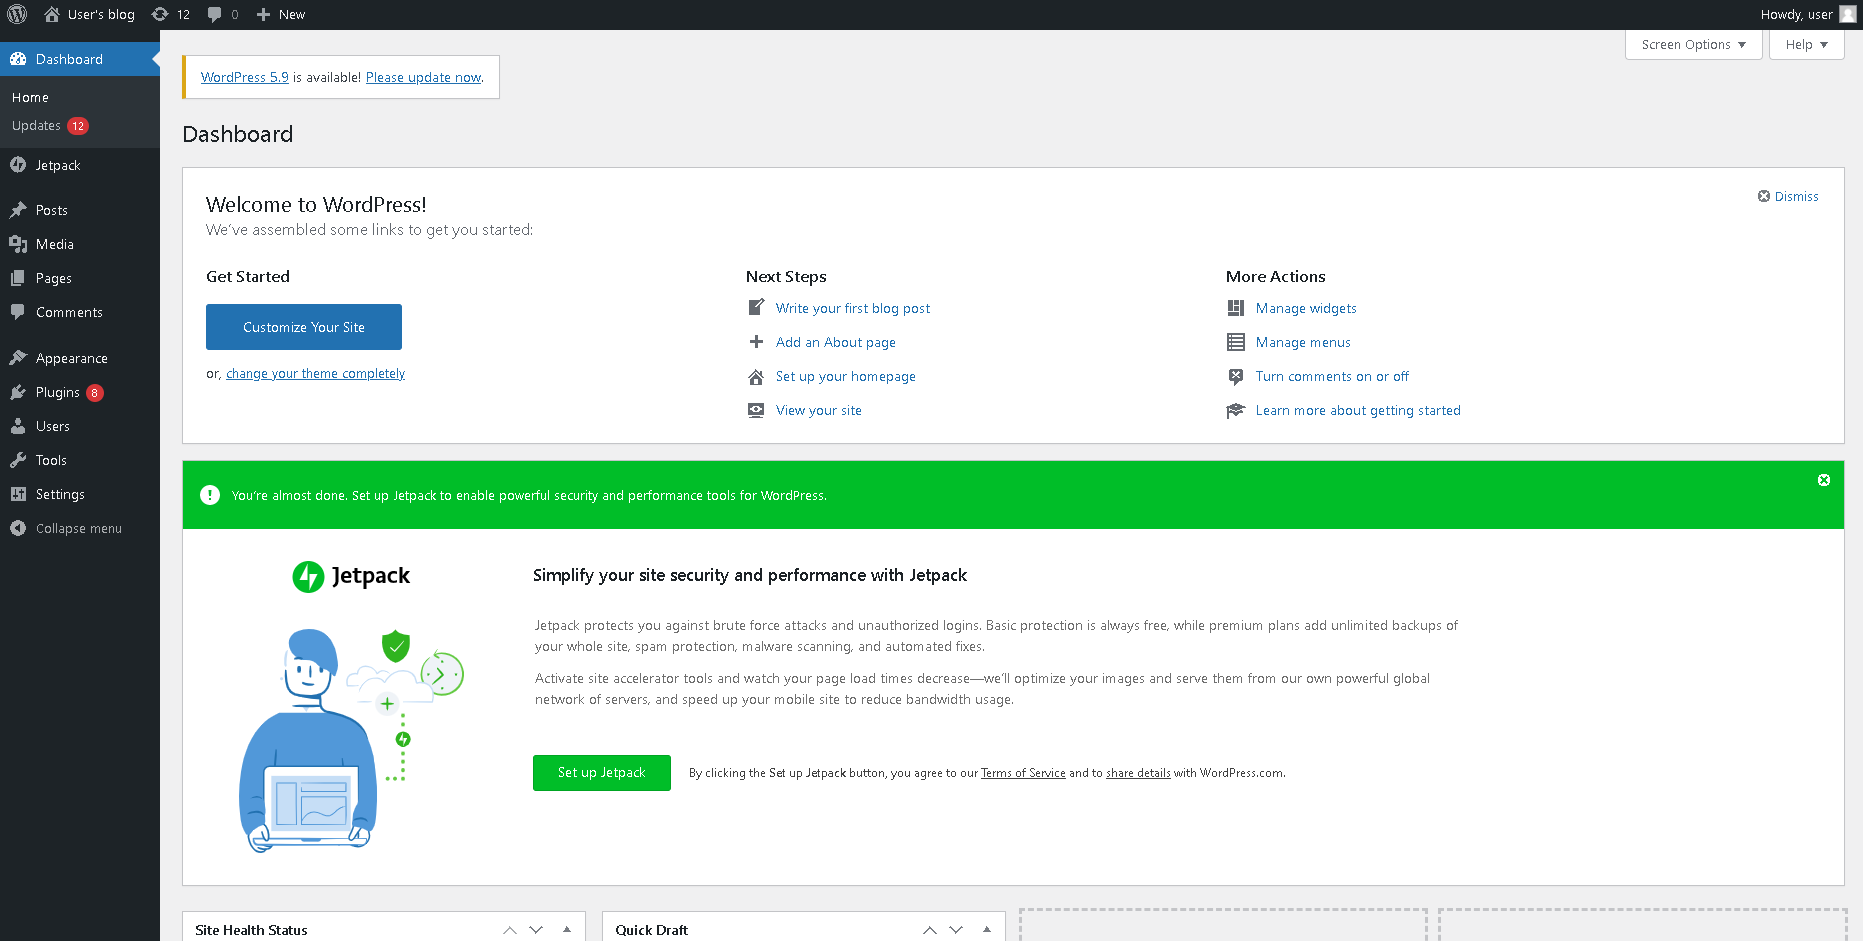 User's blog 12 0 New Howdy, user
Dashboard
Home
Updates 12
Jetpack
Posts
Media
Pages
Comments
Appearance
Plugins 8
Users
Tools
Settings
Collapse menu
Screen Options Help
WordPress 5.9 is available! Please update now.
Dashboard
Welcome to WordPress!
Dismiss
We've assembled some links to get you started:
Get Started
Customize Your Site
or, change your theme completely
Next Steps
Write your first blog post
Add an About page
Set up your homepage
View your site
More Actions
Manage widgets
Manage menus
Turn comments on or off
Learn more about getting started
You're almost done. Set up Jetpack to enable powerful security and performance tools for WordPress.
Jetpack
Simplify your site security and performance with Jetpack
Jetpack protects you against brute force attacks and unauthorized logins. Basic protection is always free, while premium plans add unlimited backups of
your whole site, spam protection, malware scanning, and automated fixes.
Activate site accelerator tools and watch your page load times decrease—we'll optimize your images and serve them from our own powerful global
network of servers, and speed up your mobile site to reduce bandwidth usage.
Set up Jetpack
By clicking the Set up Jetpack button, you agree to our Terms of Service and to share details with WordPress.com.
Site Health Status
Quick Draft